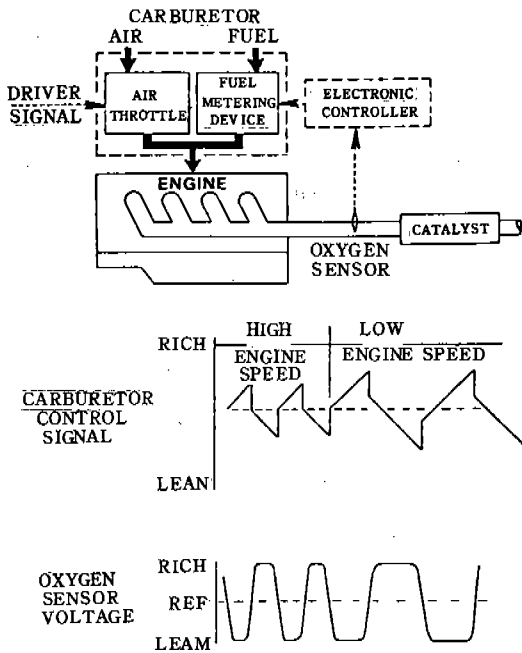 CARBURETOR
AIR FUEL
DRIVER
SIGNAL
AIR
THROTTLE
FUEL
METERING
DEVICE
ELECTRONIC
CONTROLLER
ENGINE
OXYGEN
SENSOR
CATALYST
HIGH
ENGINE
SPEED
LOW
ENGINE SPEED
RICH
CARBURETOR
CONTROL
SIGNAL
LEAN
RICH
OXYGEN
SENSOR
VOLTAGE
REF
LEAM